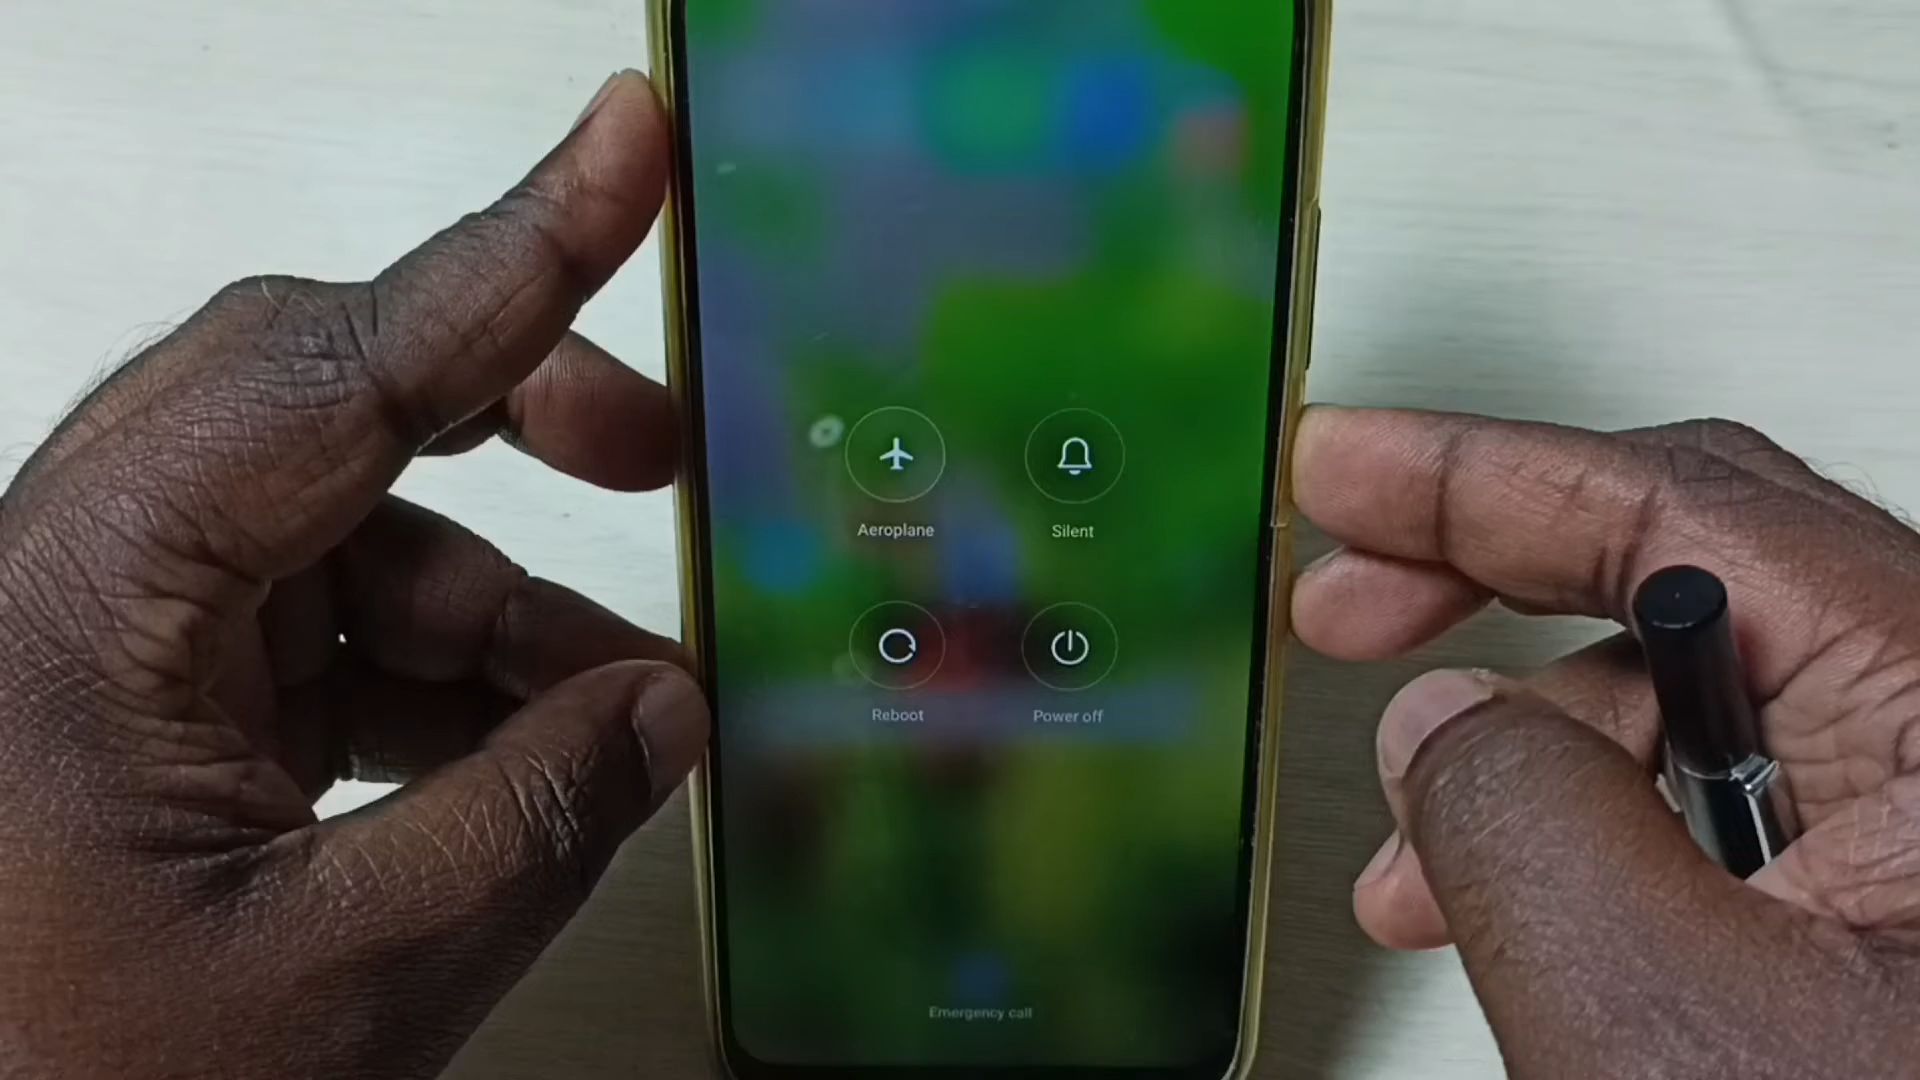 Aeroplane
Silent
Reboot
Power off
Emergency call